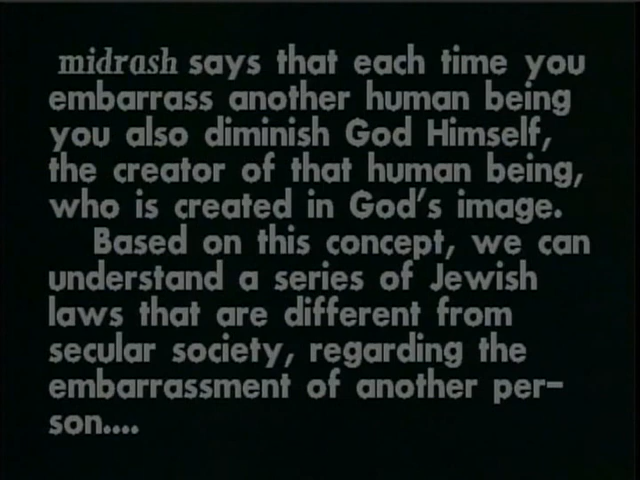 midrash says that each time you
embarrass another human being
you also diminish God Himself,
the creator of that human being,
who is created in God's image.
Based on this concept, we can
understand a series of Jewish
laws that are different from
secular society, regarding the
embarrassment of another per-
son....